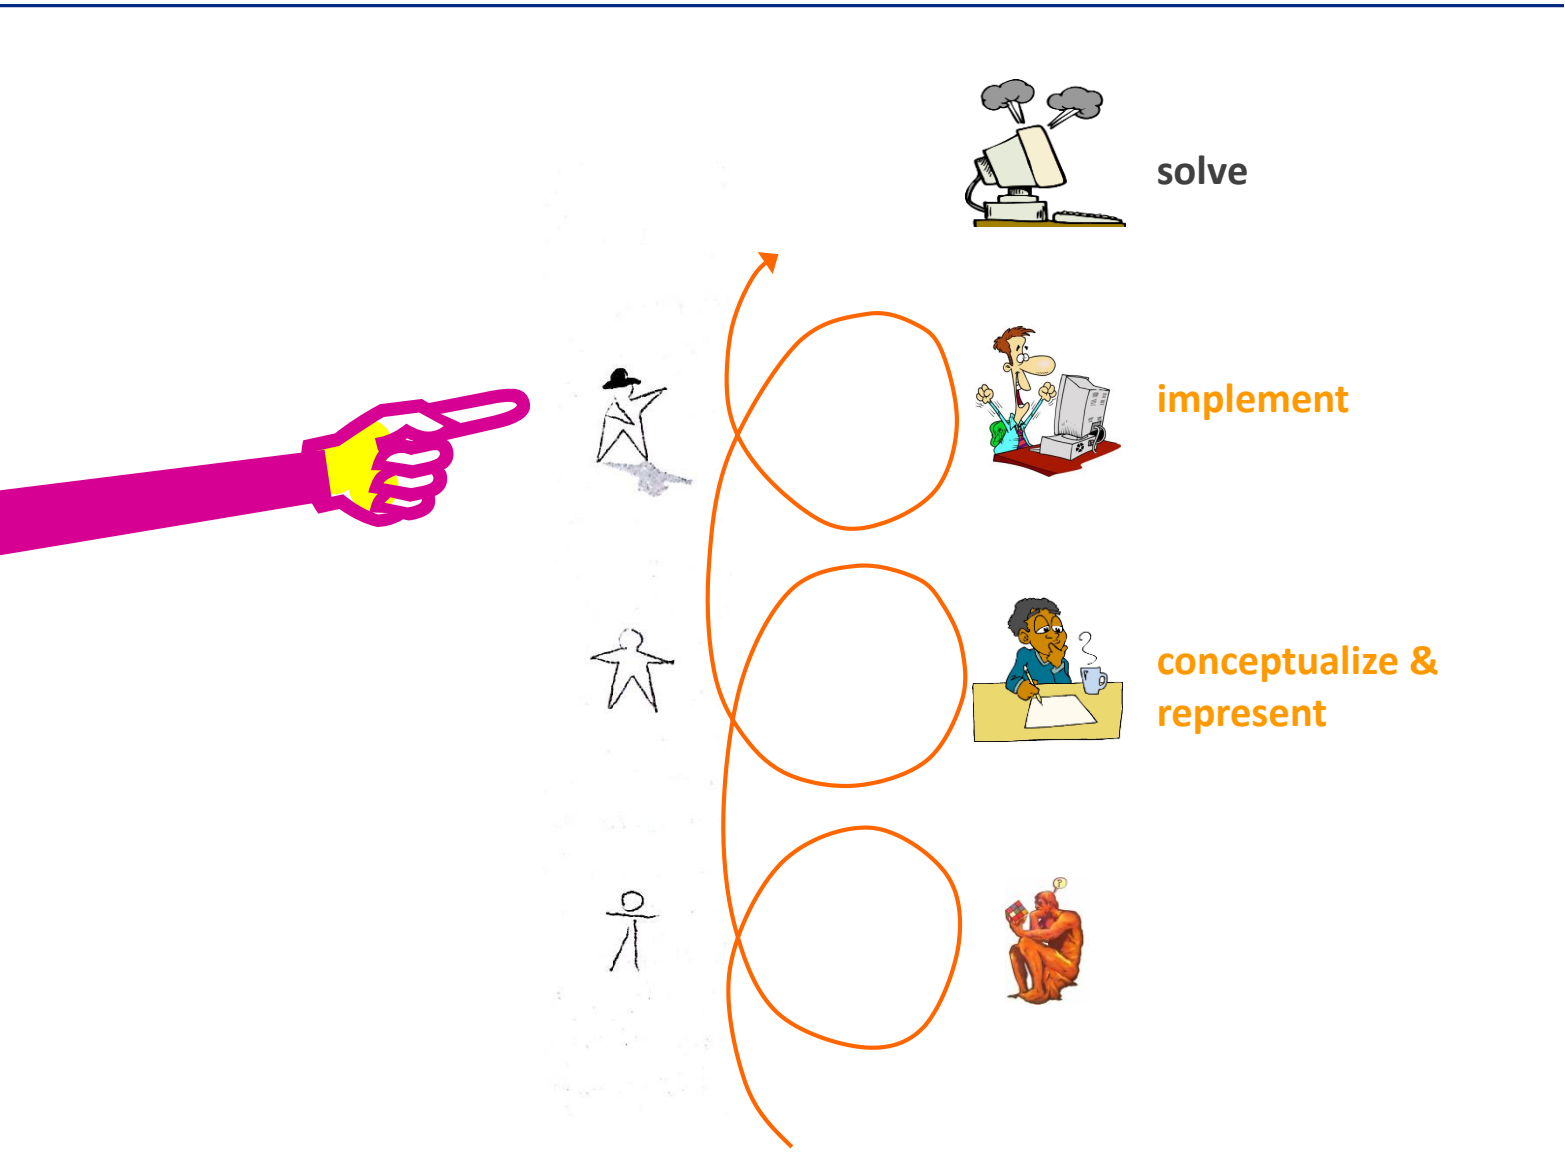 solve
implement
conceptualize &
represent
?